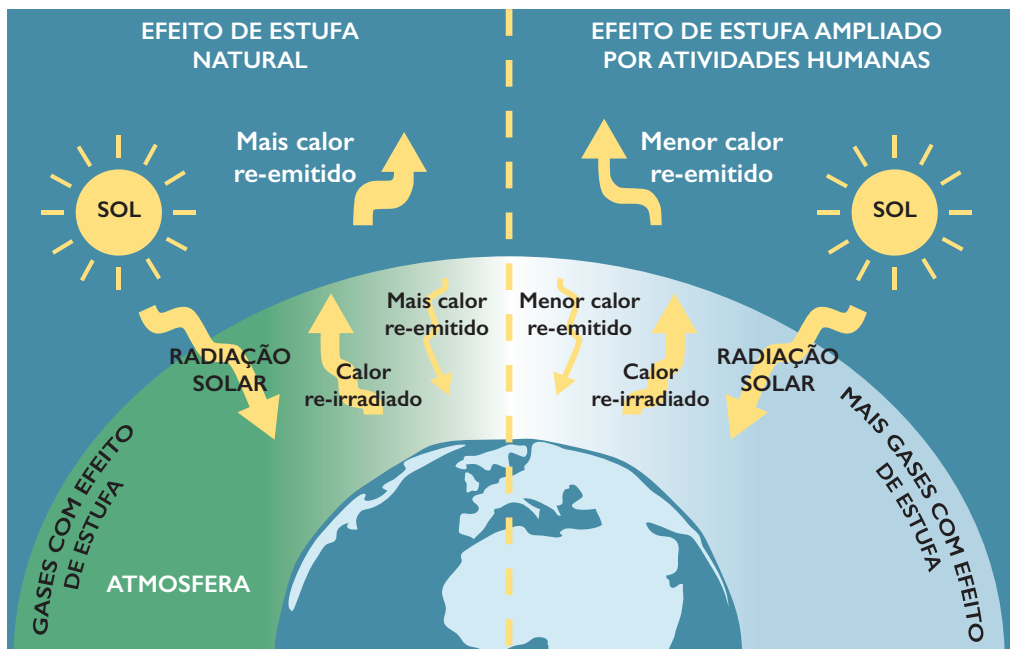 EFEITO DE ESTUFA
NATURAL
Mais calor
re-emitido
SOL
Mais calor
re-emitido
RADIAÇÃO
SOLAR
Calor
re-irradiado
GASES COM EFEITO
DE ESTUFA
ATMOSFERA
EFEITO DE ESTUFA AMPLIADO
POR ATIVIDADES HUMANAS
Menor calor
re-emitido
SOL
Menor calor
re-emitido
RADIAÇÃO
SOLAR
Calor
re-irradiado
MAIS GASES COM EFEITO
DE ESTUFA